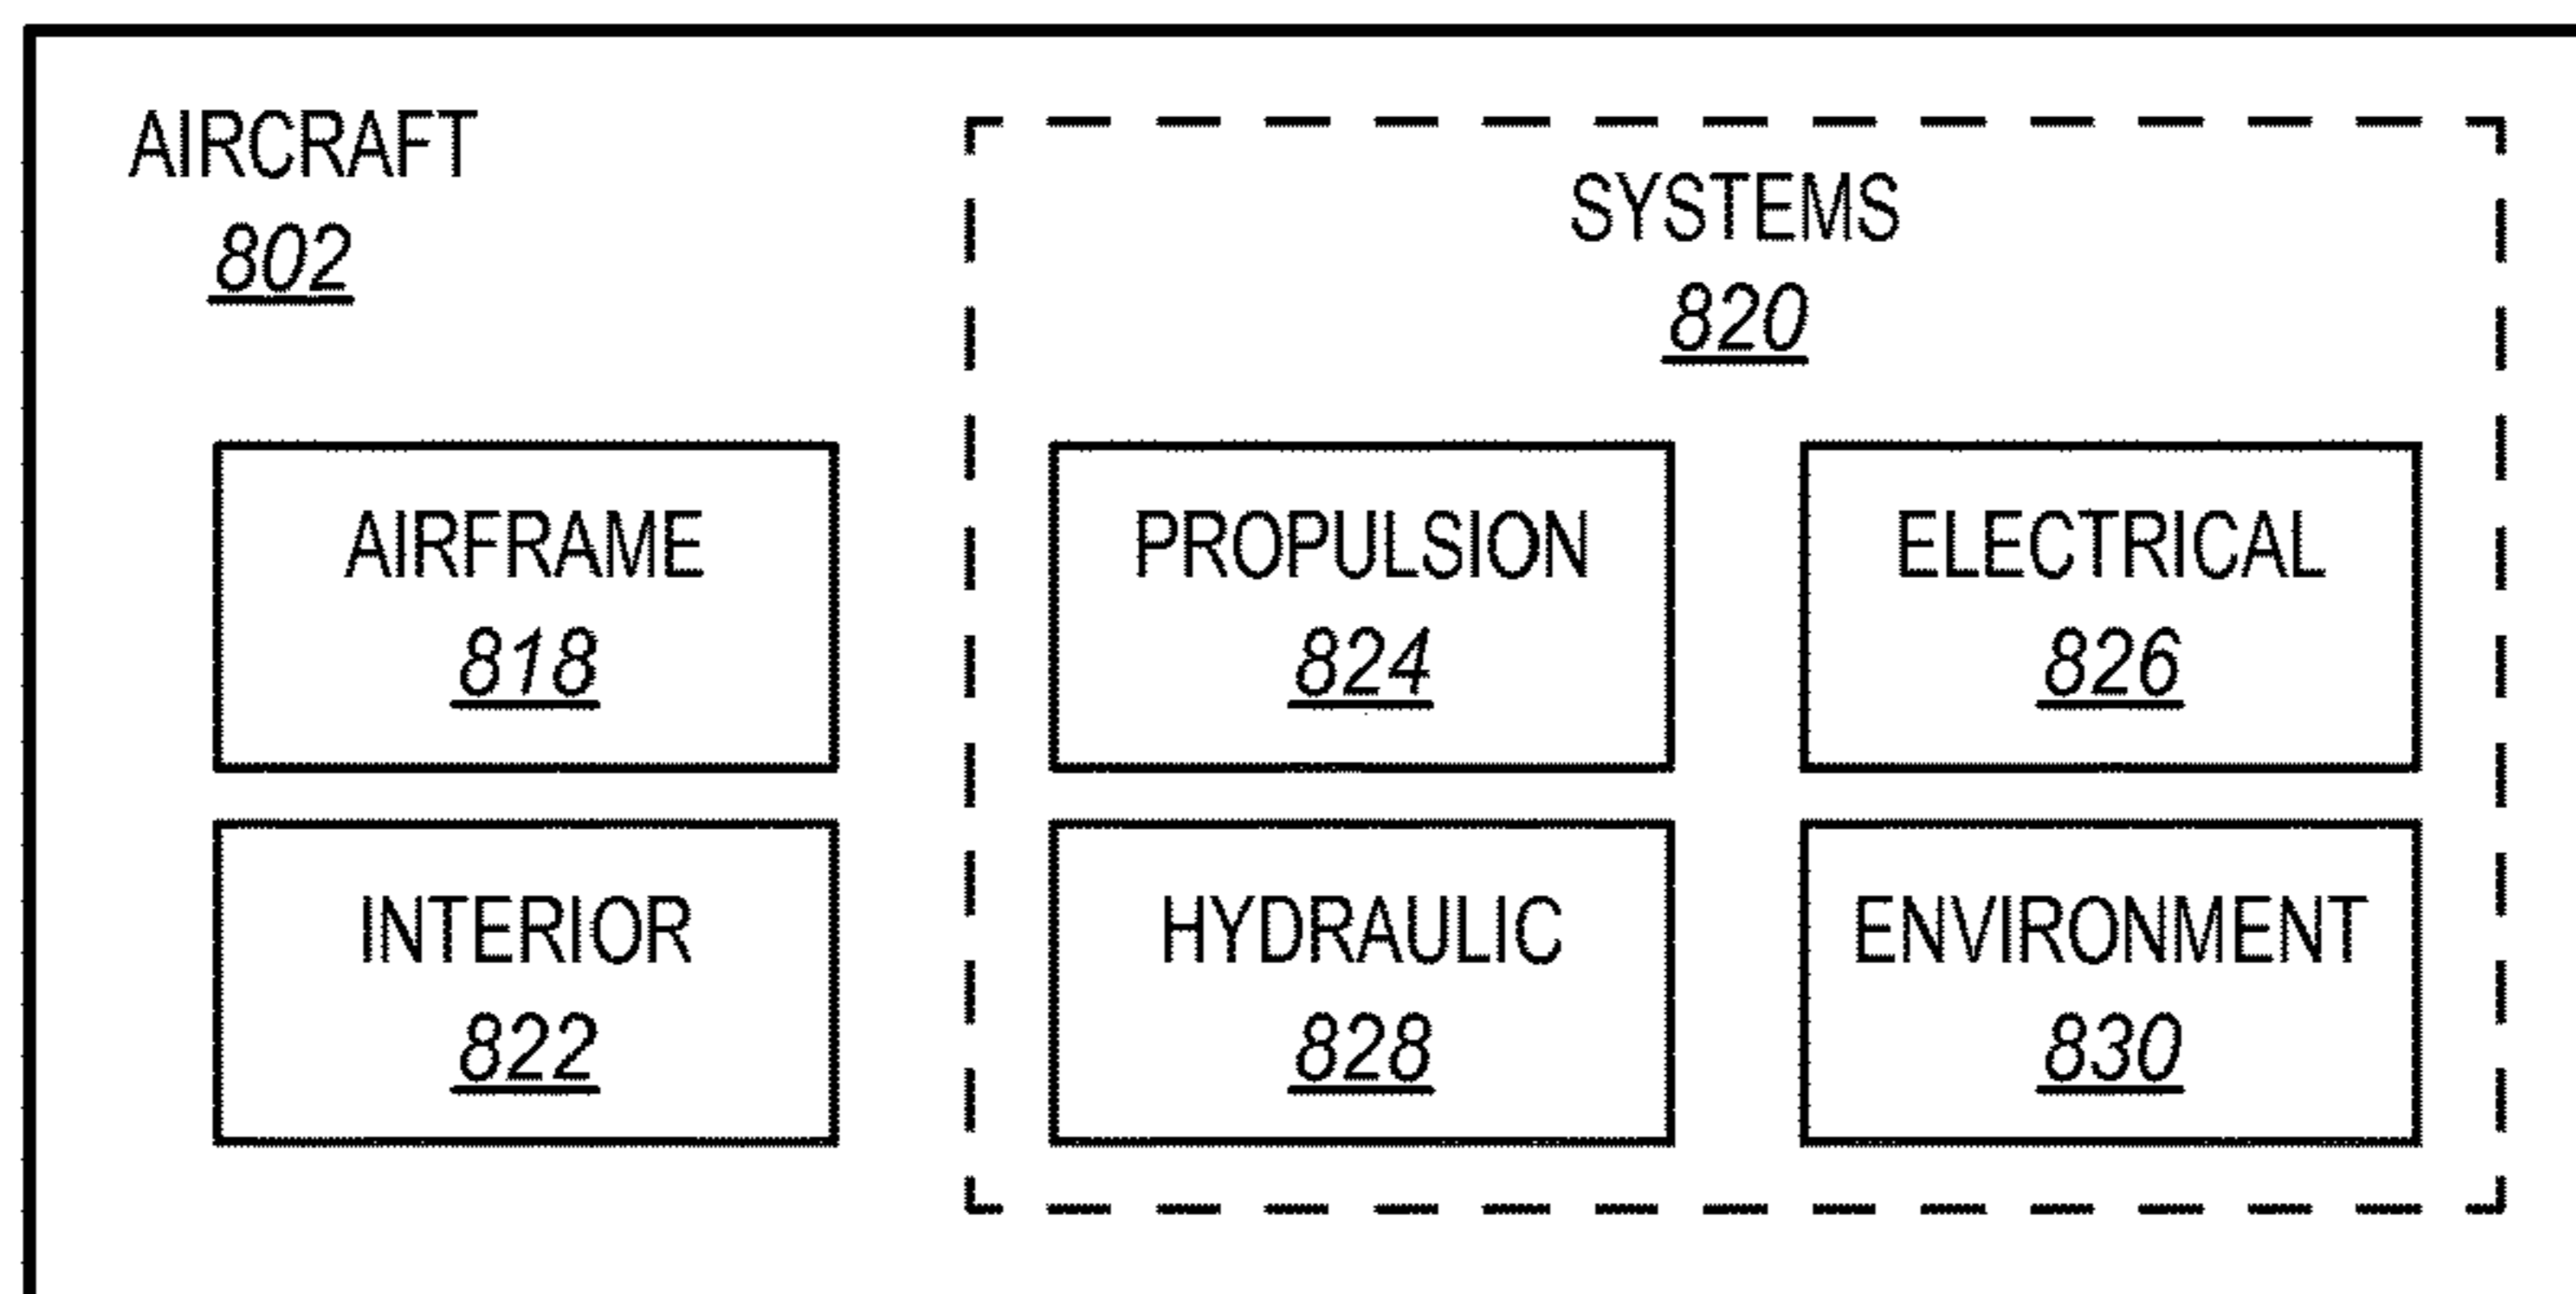 AIRCRAFT
802
SYSTEMS
820
AIRFRAME
818
PROPULSION
824
ELECTRICAL
826
INTERIOR
822
HYDRAULIC
828
ENVIRONMENT
830